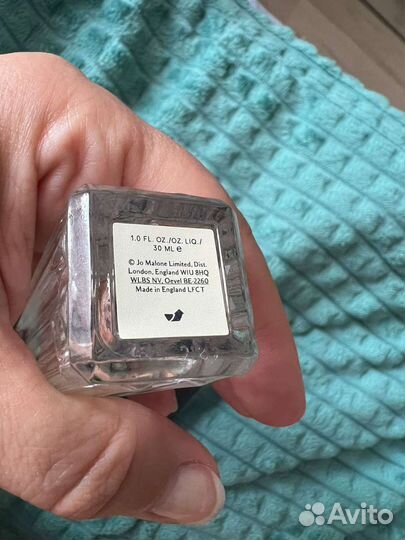 1.0 FL. OZ./OZ. LIQ./
30 ML e
© Jo Malone Limited, Dist.
London, England W1U 8HQ
WLBS NV, Oevel BE-2260
Made in England LFCT
Avito